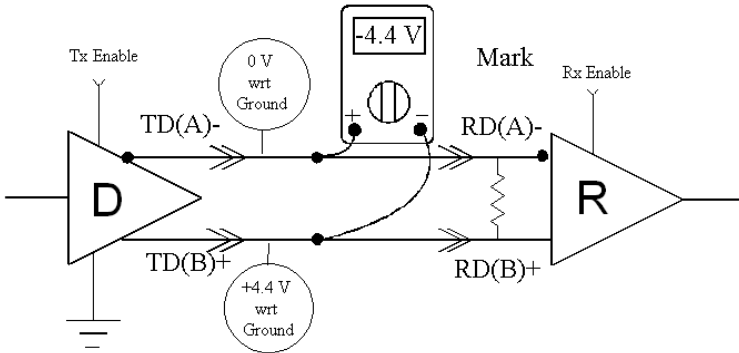 -4.4 V
Mark
0 V
wrt
Ground
Tx Enable
Rx Enable
+ -
TD(A)-
RD(A)-
D
R
TD(B)+
RD(B)+
+4.4 V
wrt
Ground